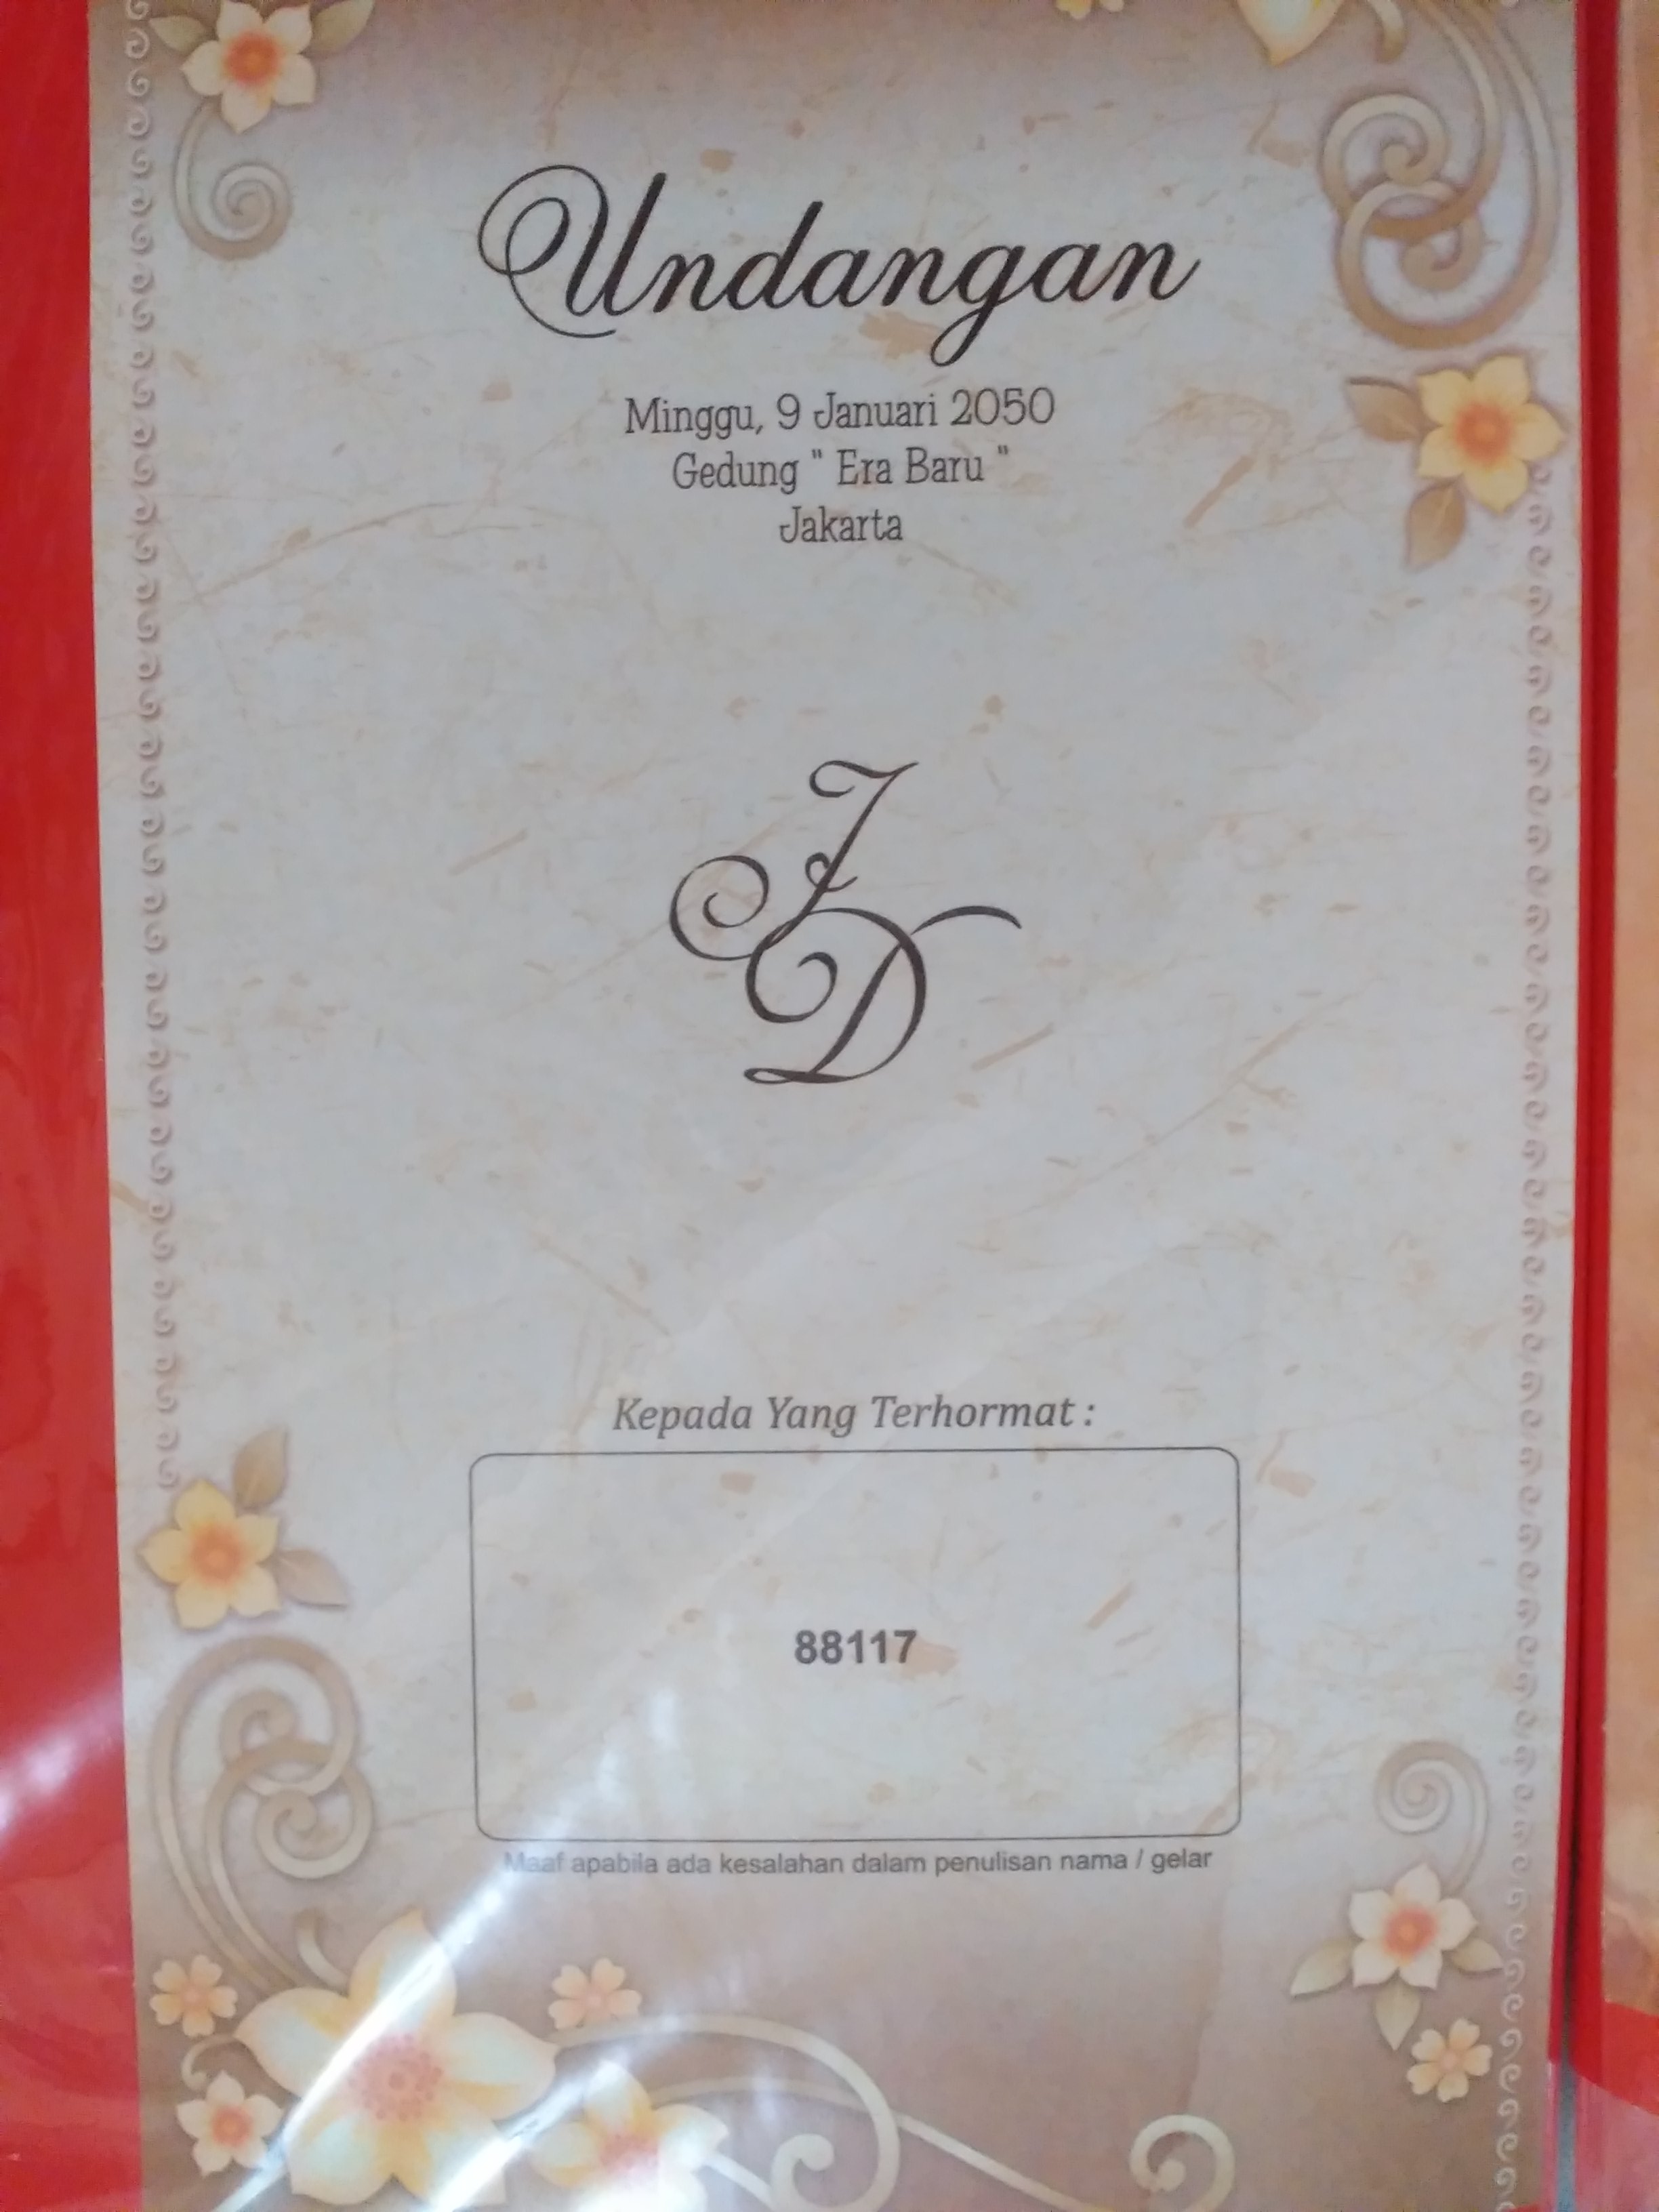 Undangan
Minggu, 9 Januari 2050
Gedung " Era Baru "
Jakarta
J
D
Kepada Yang Terhormat :
88117
Maaf apabila ada kesalahan dalam penulisan nama / gelar